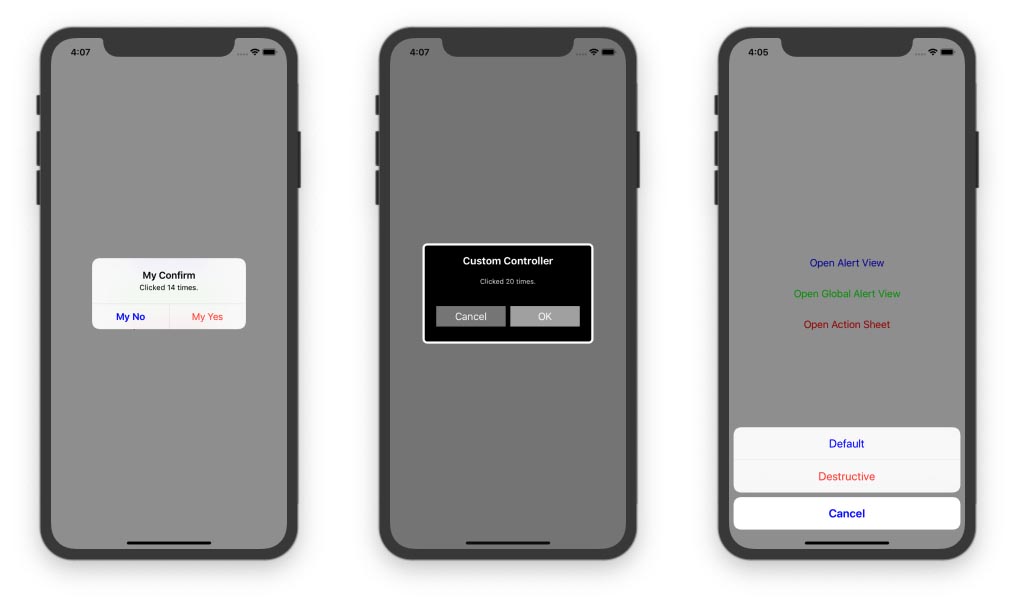 4:07
My Confirm
Clicked 14 times.
My No
My Yes
4:07
Custom Controller
Clicked 20 times.
Cancel
OK
4:05
Open Alert View
Open Global Alert View
Open Action Sheet
Default
Destructive
Cancel